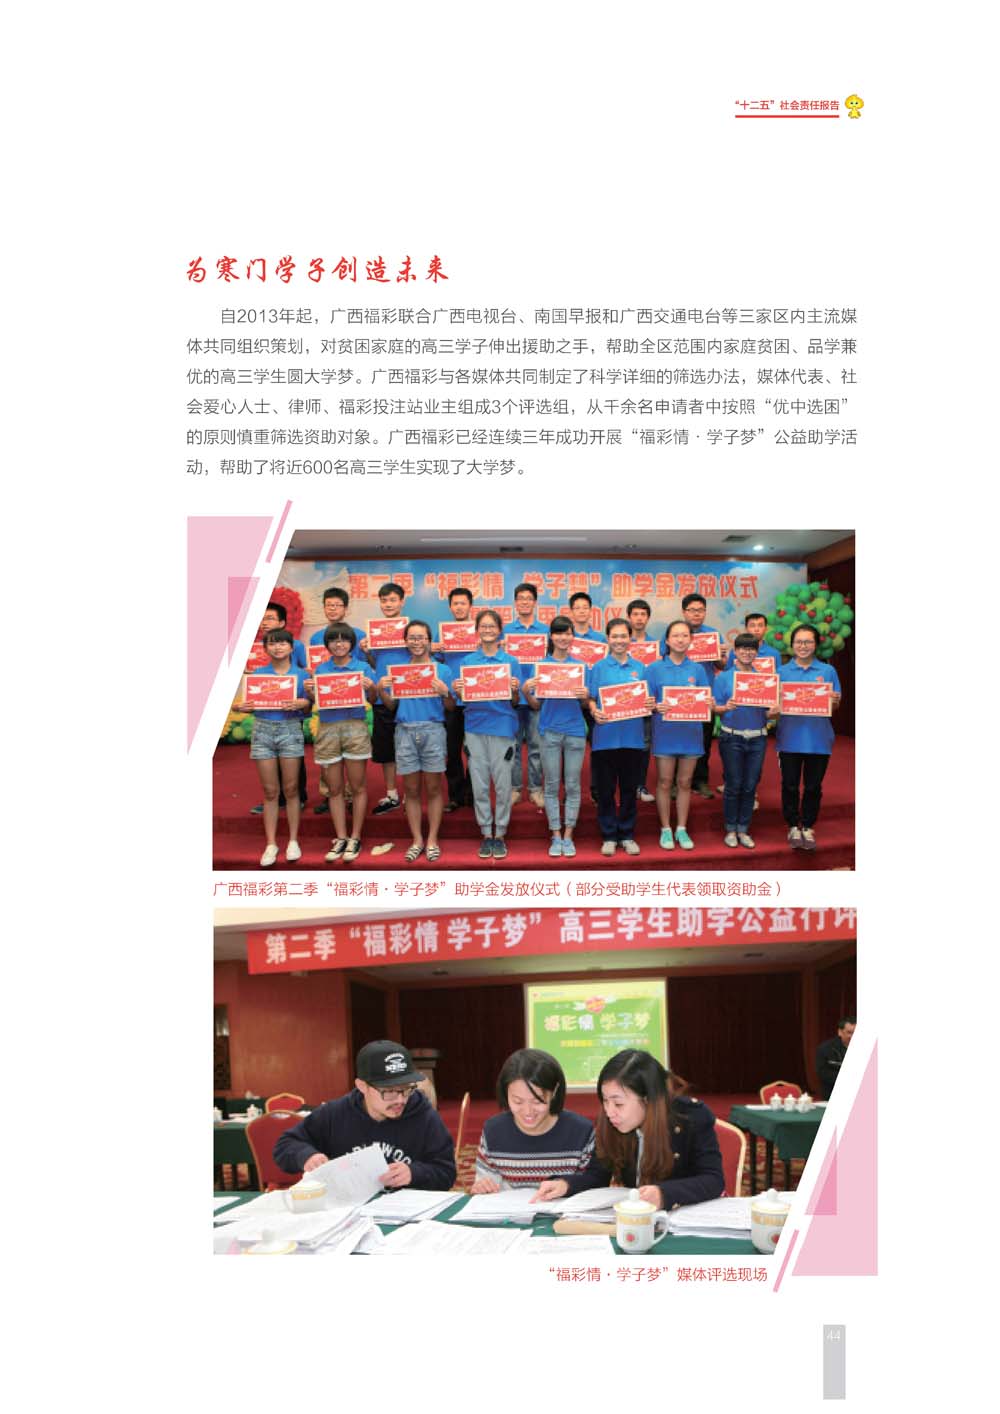 “十二五”社会责任报告
为寒门学子创造未来
自2013年起，广西福彩联合广西电视台、南国早报和广西交通电台等三家区内主流媒
体共同组织策划，对贫困家庭的高三学子伸出援助之手，帮助全区范围内家庭贫困、品学兼
优的高三学生圆大学梦。广西福彩与各媒体共同制定了科学详细的筛选办法，媒体代表、社
会爱心人士、律师、福彩投注站业主组成3个评选组，从千余名申请者中按照“优中选困”
的原则慎重筛选资助对象。广西福彩已经连续三年成功开展“福彩情·学子梦”公益助学活
动，帮助了将近600名高三学生实现了大学梦。
第二季“福彩情 学子梦”助学金发放仪式
广西福彩第二季“福彩情·学子梦”助学金发放仪式（部分受助学生代表领取资助金）
第二季“福彩情 学子梦”高三学生助学公益行评
福彩情 学子梦
“福彩情·学子梦”媒体评选现场
44